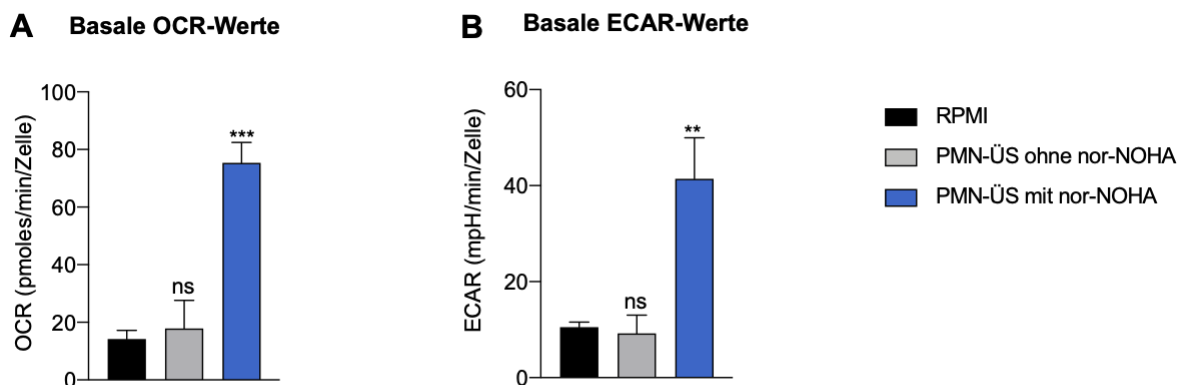 A Basale OCR-Werte
OCR (pmoles/min/Zelle)
100
80
60
40
20
0
***
ns
B Basale ECAR-Werte
ECAR (mpH/min/Zelle)
60
40
20
0
**
ns
RPMI
PMN-ÜS ohne nor-NOHA
PMN-ÜS mit nor-NOHA